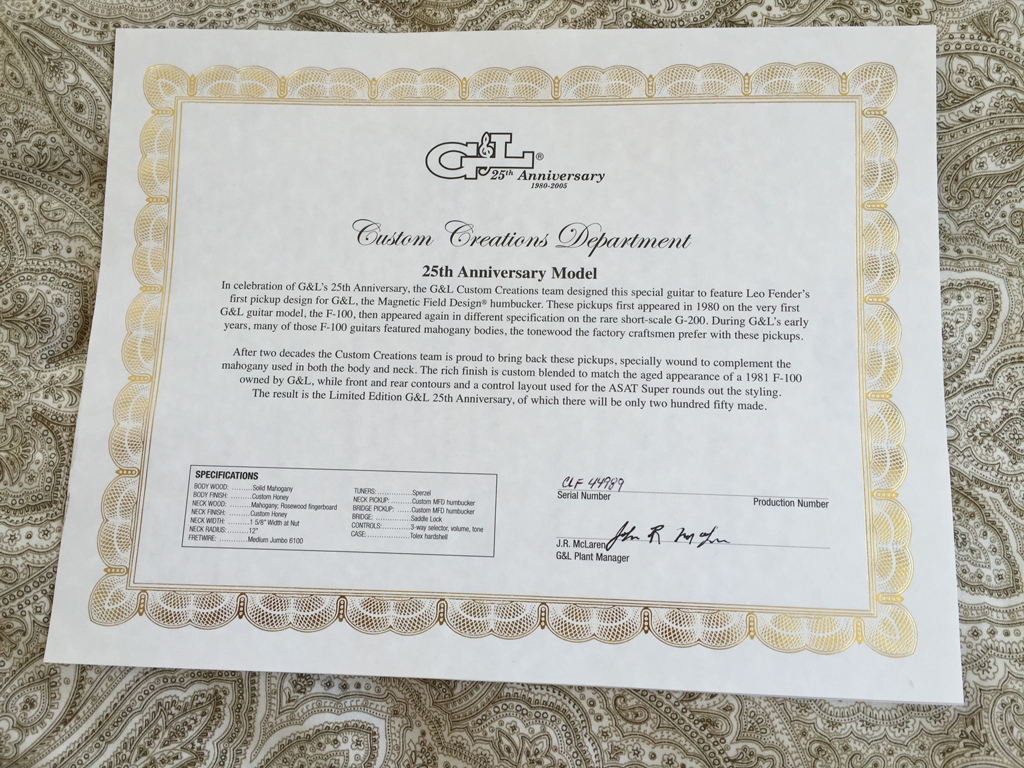 G&L®
25th Anniversary
1980-2005
Custom Creations Department
25th Anniversary Model
In celebration of G&L's 25th Anniversary, the G&L Custom Creations team designed this special guitar to feature Leo Fender's
first pickup design for G&L, the Magnetic Field Design® humbucker. These pickups first appeared in 1980 on the very first
G&L guitar model, the F-100, then appeared again in different specification on the rare short-scale G-200. During G&L's early
years, many of those F-100 guitars featured mahogany bodies, the tonewood the factory craftsmen prefer with these pickups.
After two decades the Custom Creations team is proud to bring back these pickups, specially wound to complement the
mahogany used in both the body and neck. The rich finish is custom blended to match the aged appearance of a 1981 F-100
owned by G&L, while front and rear contours and a control layout used for the ASAT Super rounds out the styling.
The result is the Limited Edition G&L 25th Anniversary, of which there will be only two hundred fifty made.
SPECIFICATIONS
BODY WOOD: ........Solid Mahogany
BODY FINISH: ........Custom Honey
NECK WOOD: ........Mahogany; Rosewood fingerboard
NECK FINISH: ........Custom Honey
NECK WIDTH: ........1 5/8" Width at Nut
NECK RADIUS: ........12"
FRETWIRE: ........Medium Jumbo 6100
TUNERS: ........Sperzel
NECK PICKUP: ........Custom MFD humbucker
BRIDGE PICKUP: ........Custom MFD humbucker
BRIDGE: ........Saddle Lock
CONTROLS: ........3-way selector, volume, tone
CASE: ........Tolex hardshell
CLF 44989
Serial Number
Production Number
J.R. McLaren
G&L Plant Manager